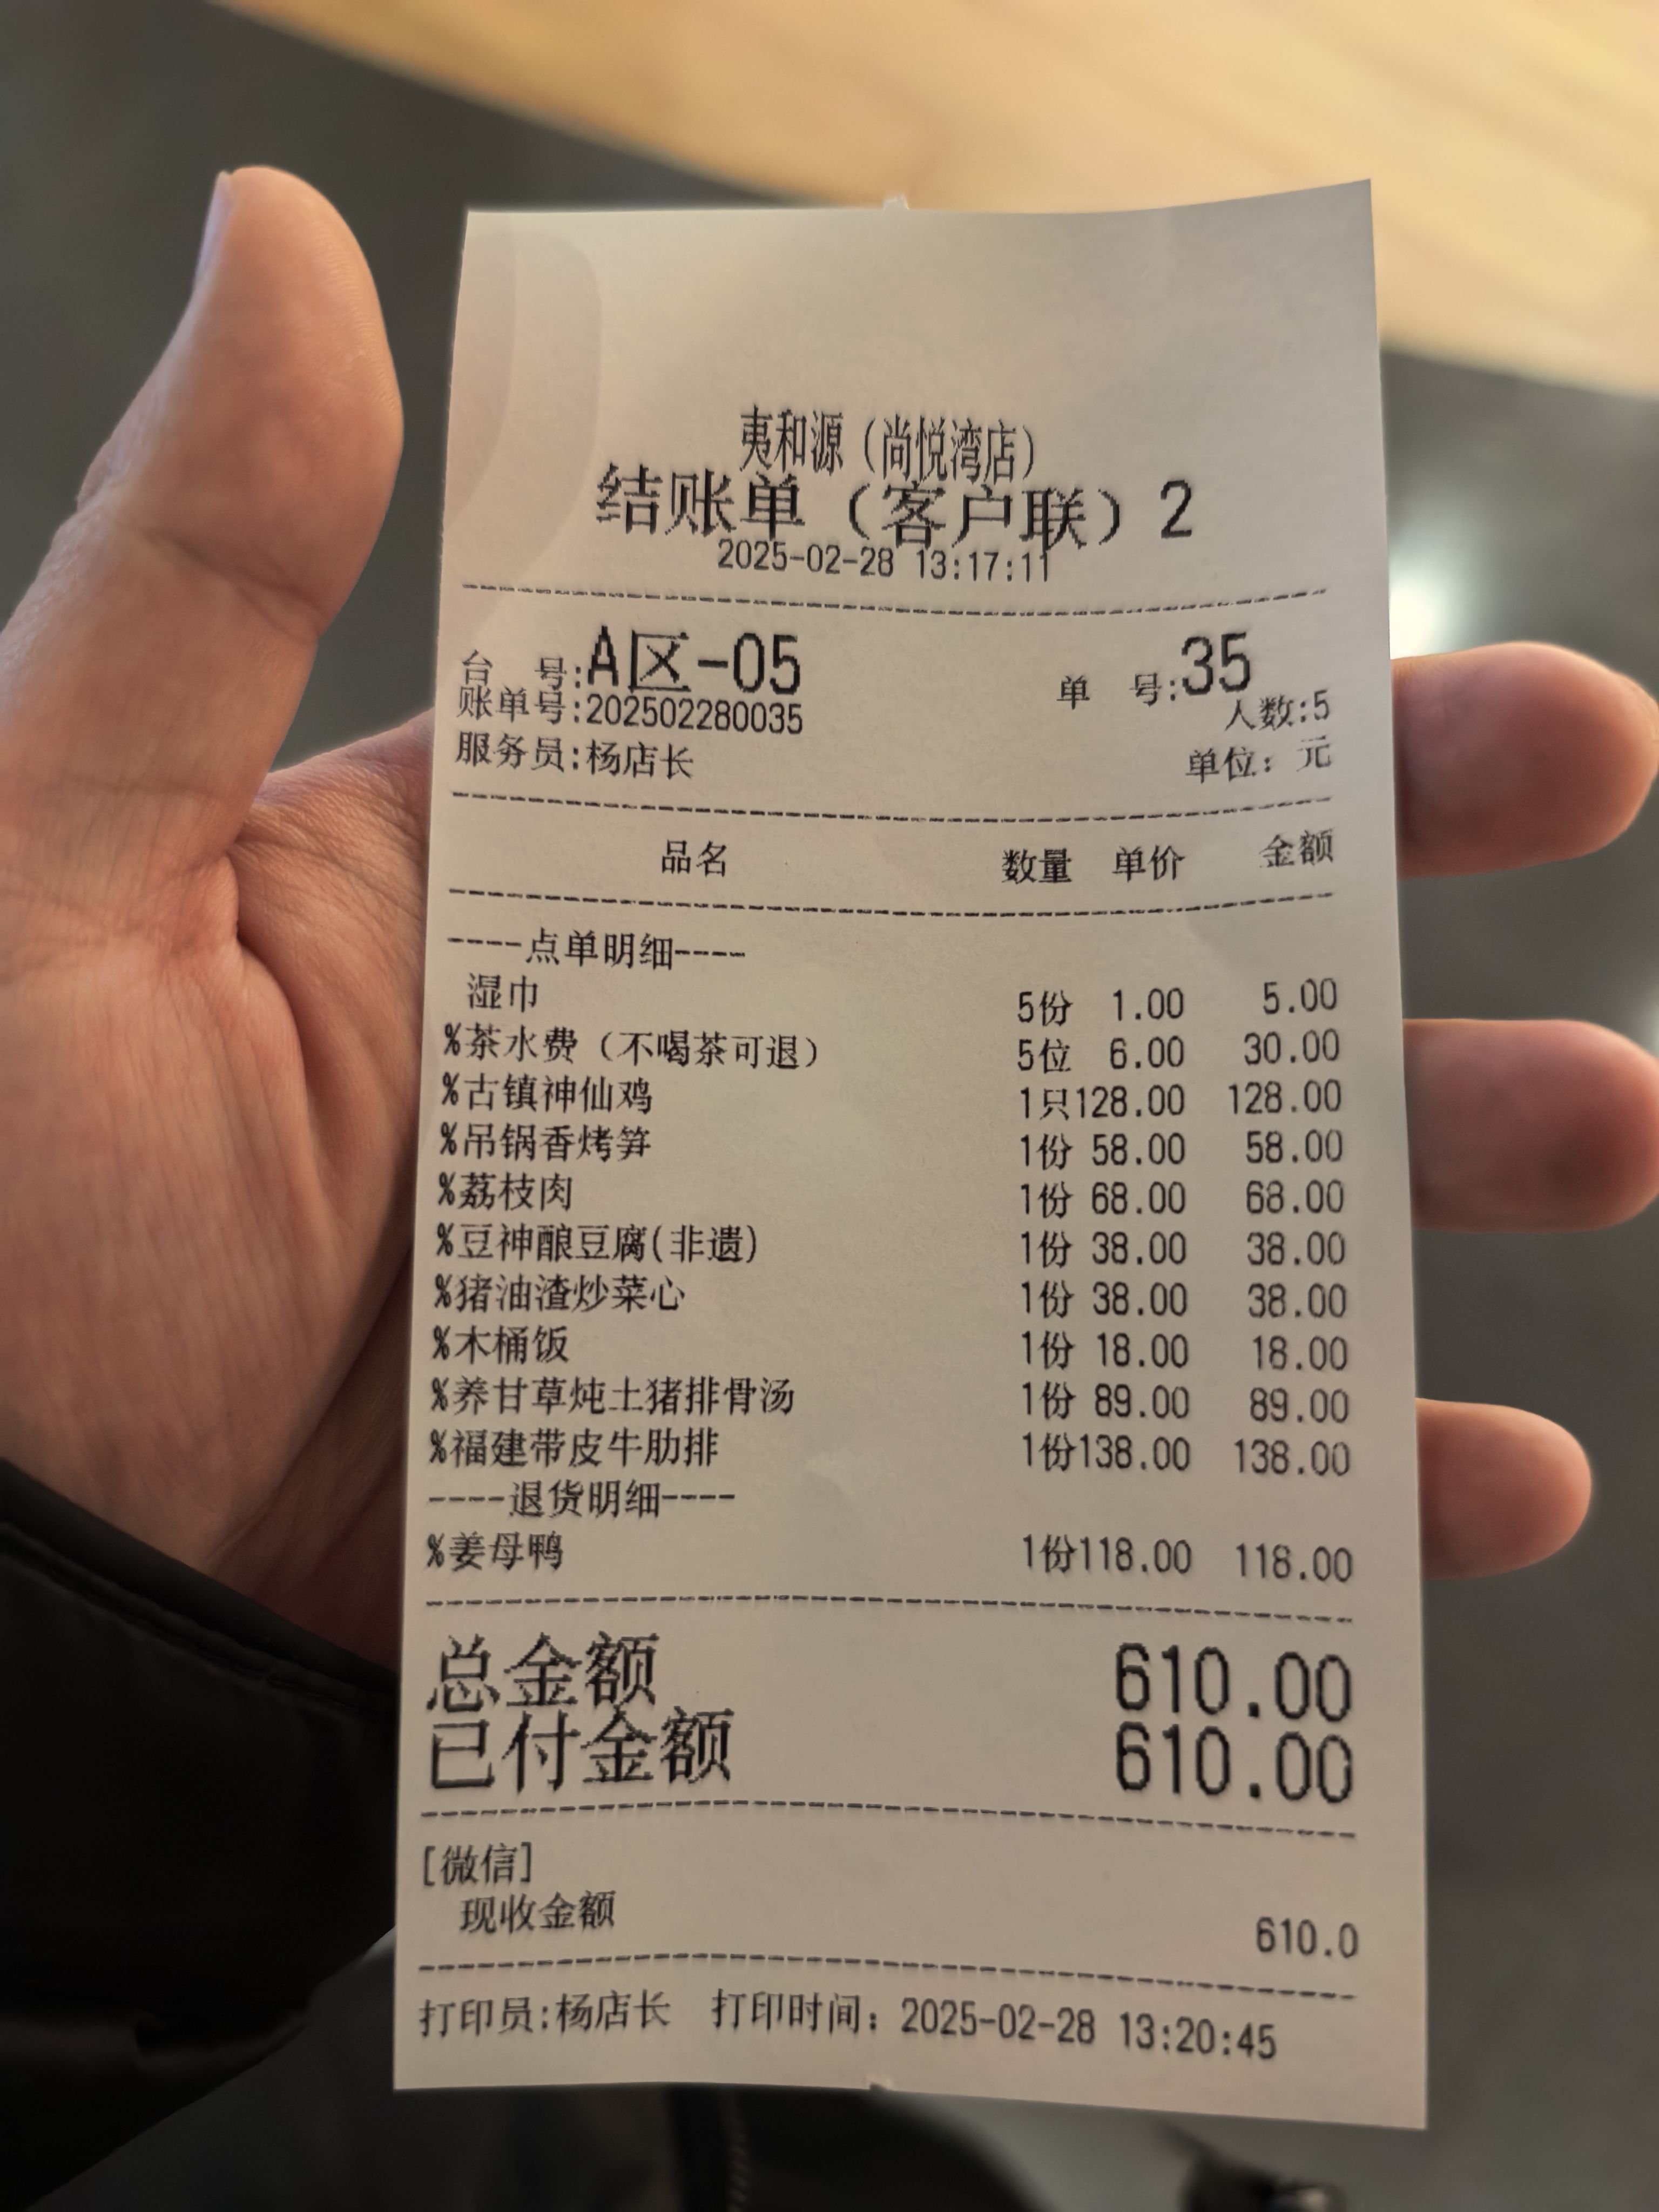 夷和源（尚悦湾店）
结账单（客户联）2
2025-02-28 13:17:11
台 号:A区-05 单 号:35
账单号:202502280035 人数:5
服务员:杨店长 单位：元
品名 数量 单价 金额
----点单明细----
湿巾 5份 1.00 5.00
%茶水费（不喝茶可退） 5位 6.00 30.00
%古镇神仙鸡 1只128.00 128.00
%吊锅香烤笋 1份 58.00 58.00
%荔枝肉 1份 68.00 68.00
%豆神酿豆腐(非遗) 1份 38.00 38.00
%猪油渣炒菜心 1份 38.00 38.00
%木桶饭 1份 18.00 18.00
%养甘草炖土猪排骨汤 1份 89.00 89.00
%福建带皮牛肋排 1份138.00 138.00
----退货明细----
%姜母鸭 1份118.00 118.00
总金额 610.00
已付金额 610.00
[微信]
现收金额 610.0
打印员:杨店长 打印时间：2025-02-28 13:20:45